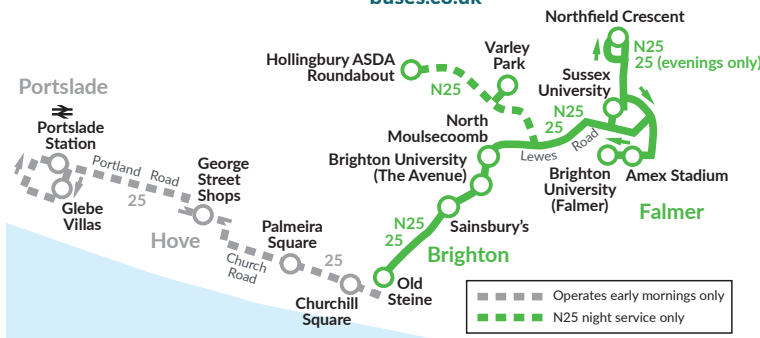 buses.co.uk
Northfield Crescent
N25
25 (evenings only)
Hollingbury ASDA
Roundabout
Varley
Park
N25
Sussex
University
Portslade
Portslade
Station
North
Moulsecoomb
N25
25
Lewes Road
Portland Road
25
George
Street
Shops
Brighton University
(The Avenue)
Brighton
University
(Falmer)
Amex Stadium
Falmer
Glebe
Villas
Hove
Palmeira
Square
N25
25
Sainsbury's
Brighton
Church
Road
25
Old
Steine
Churchill
Square
Operates early mornings only
N25 night service only